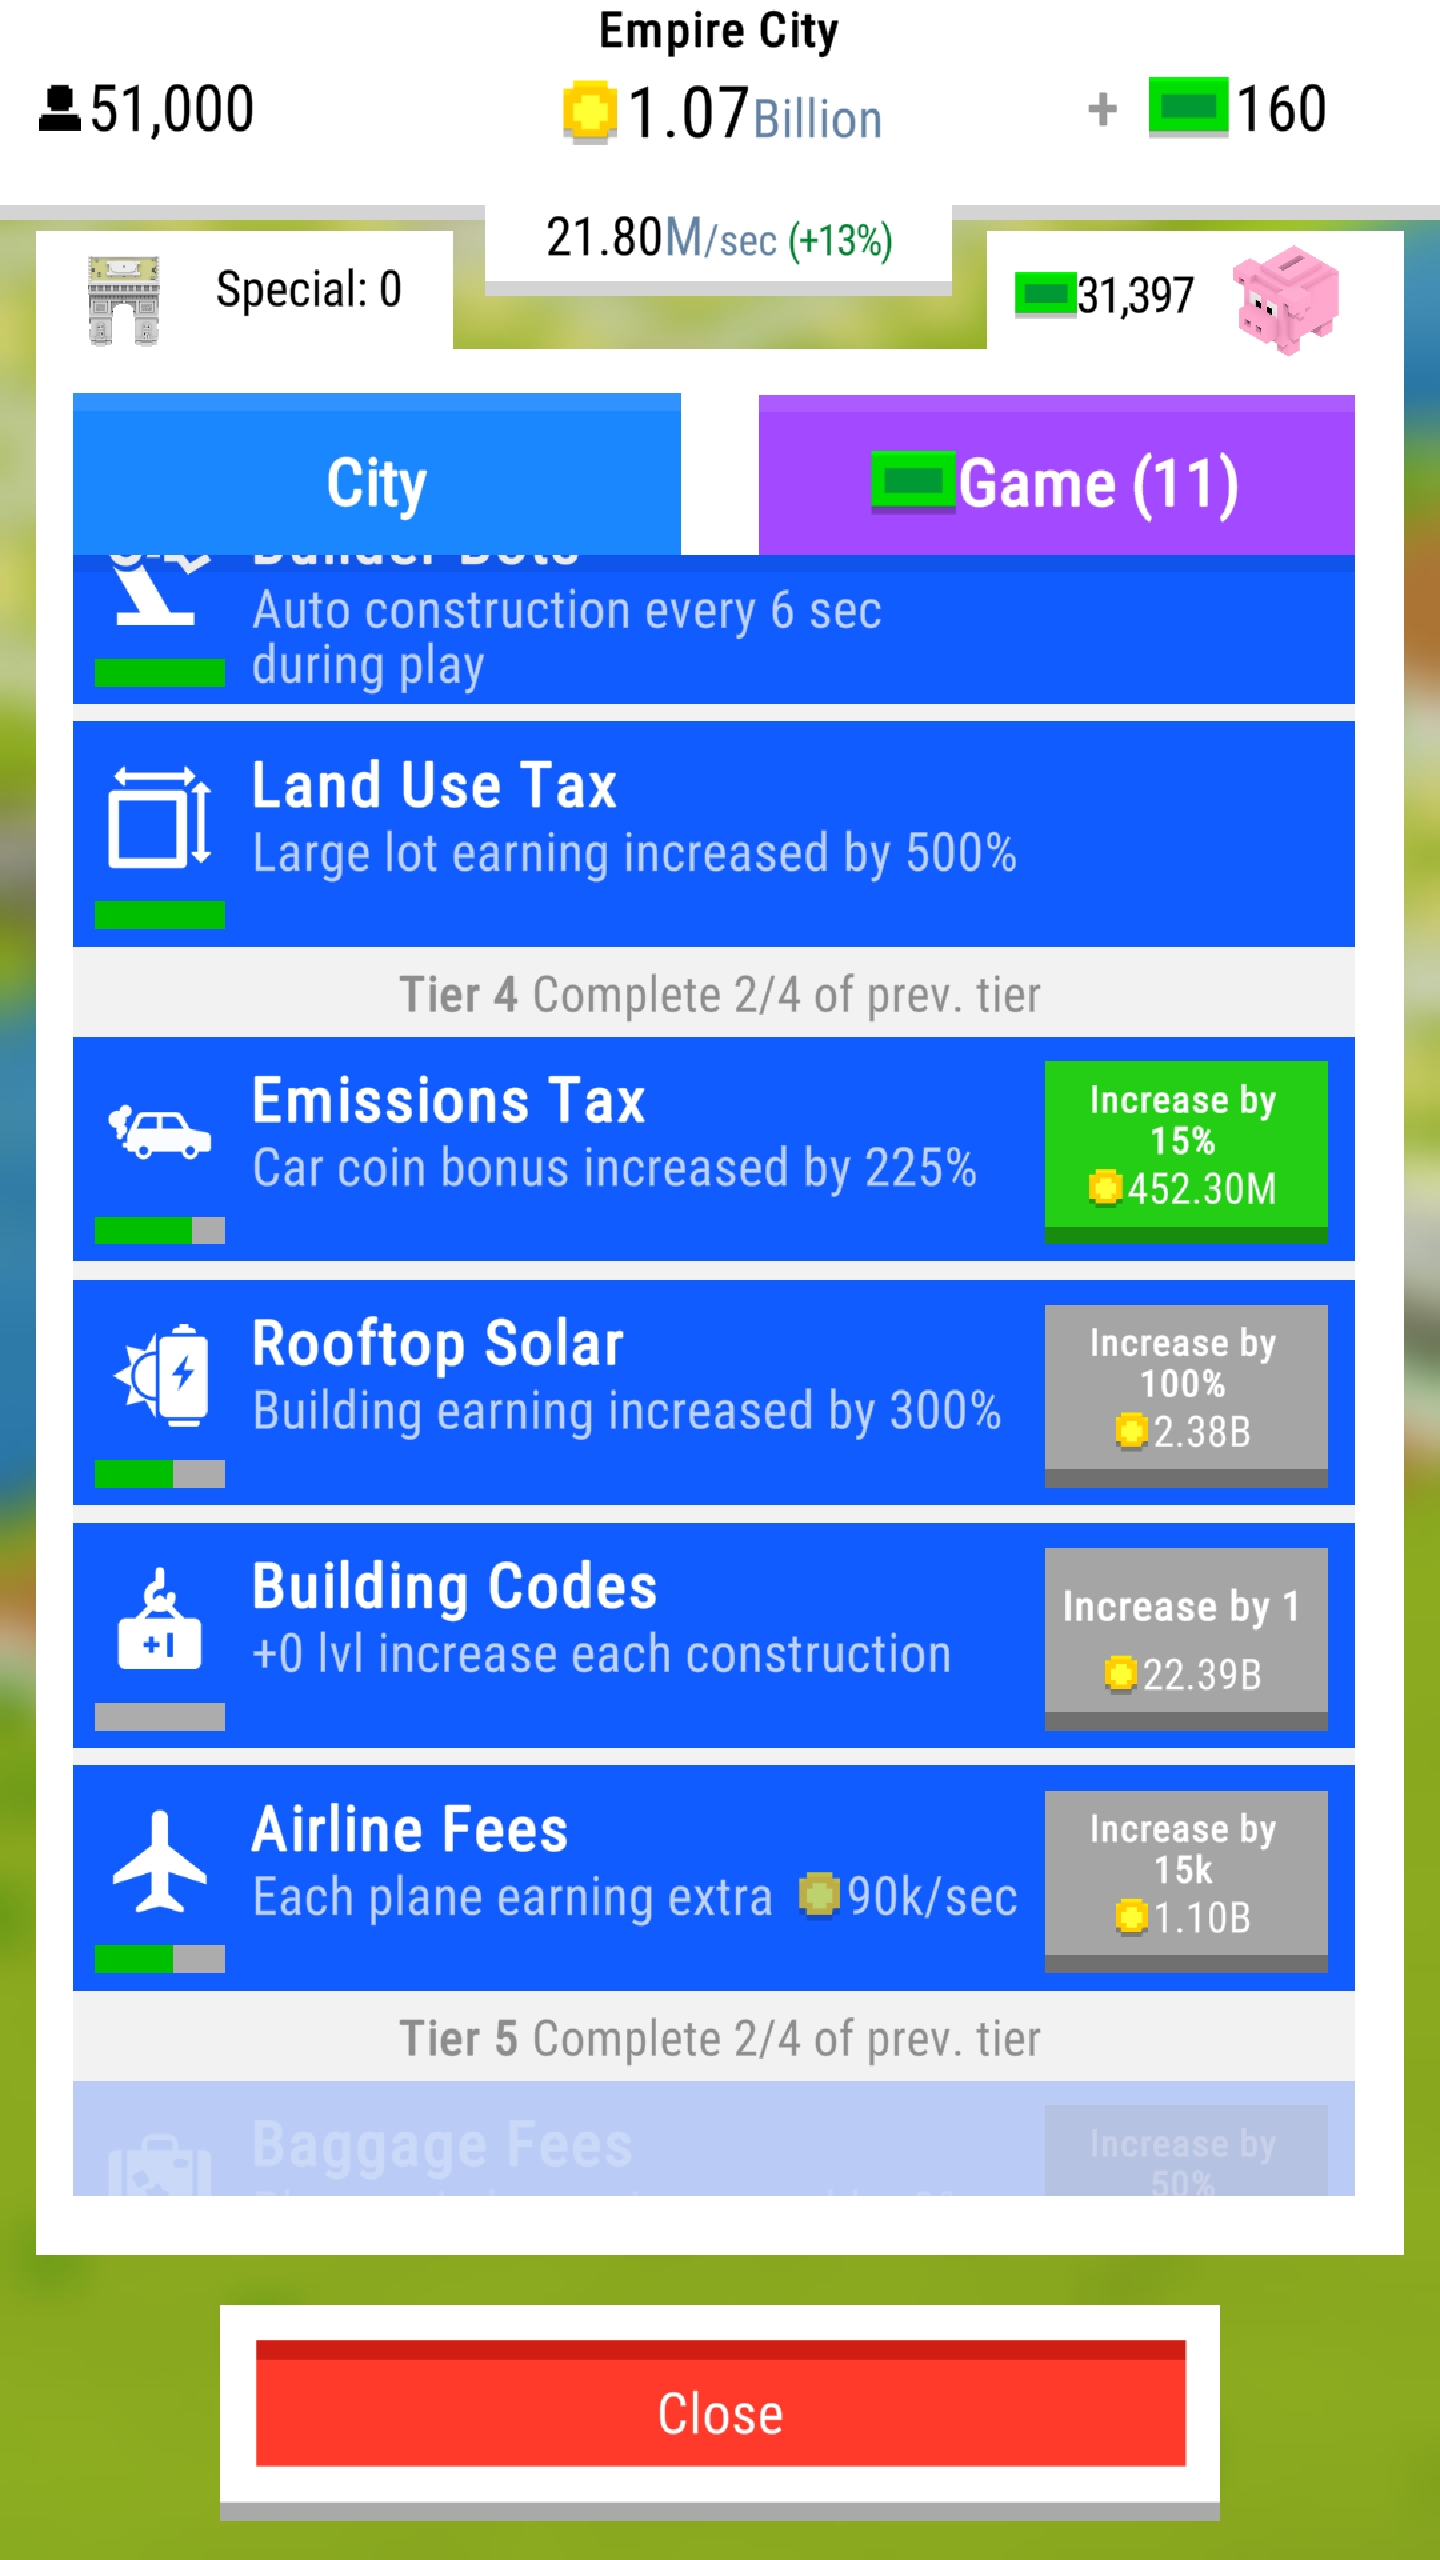 Empire City
51,000
1.07Billion
+ 160
21.80M/sec (+13%)
Special: 0
31,397
City
Game (11)
Builder Bots
Auto construction every 6 sec
during play
Land Use Tax
Large lot earning increased by 500%
Tier 4 Complete 2/4 of prev. tier
Emissions Tax
Car coin bonus increased by 225%
Increase by
15%
452.30M
Rooftop Solar
Building earning increased by 300%
Increase by
100%
2.38B
+1
Building Codes
+0 lvl increase each construction
Increase by 1
22.39B
Airline Fees
Each plane earning extra 90k/sec
Increase by
15k
1.10B
Tier 5 Complete 2/4 of prev. tier
Baggage Fees
Increase by
50%
Close